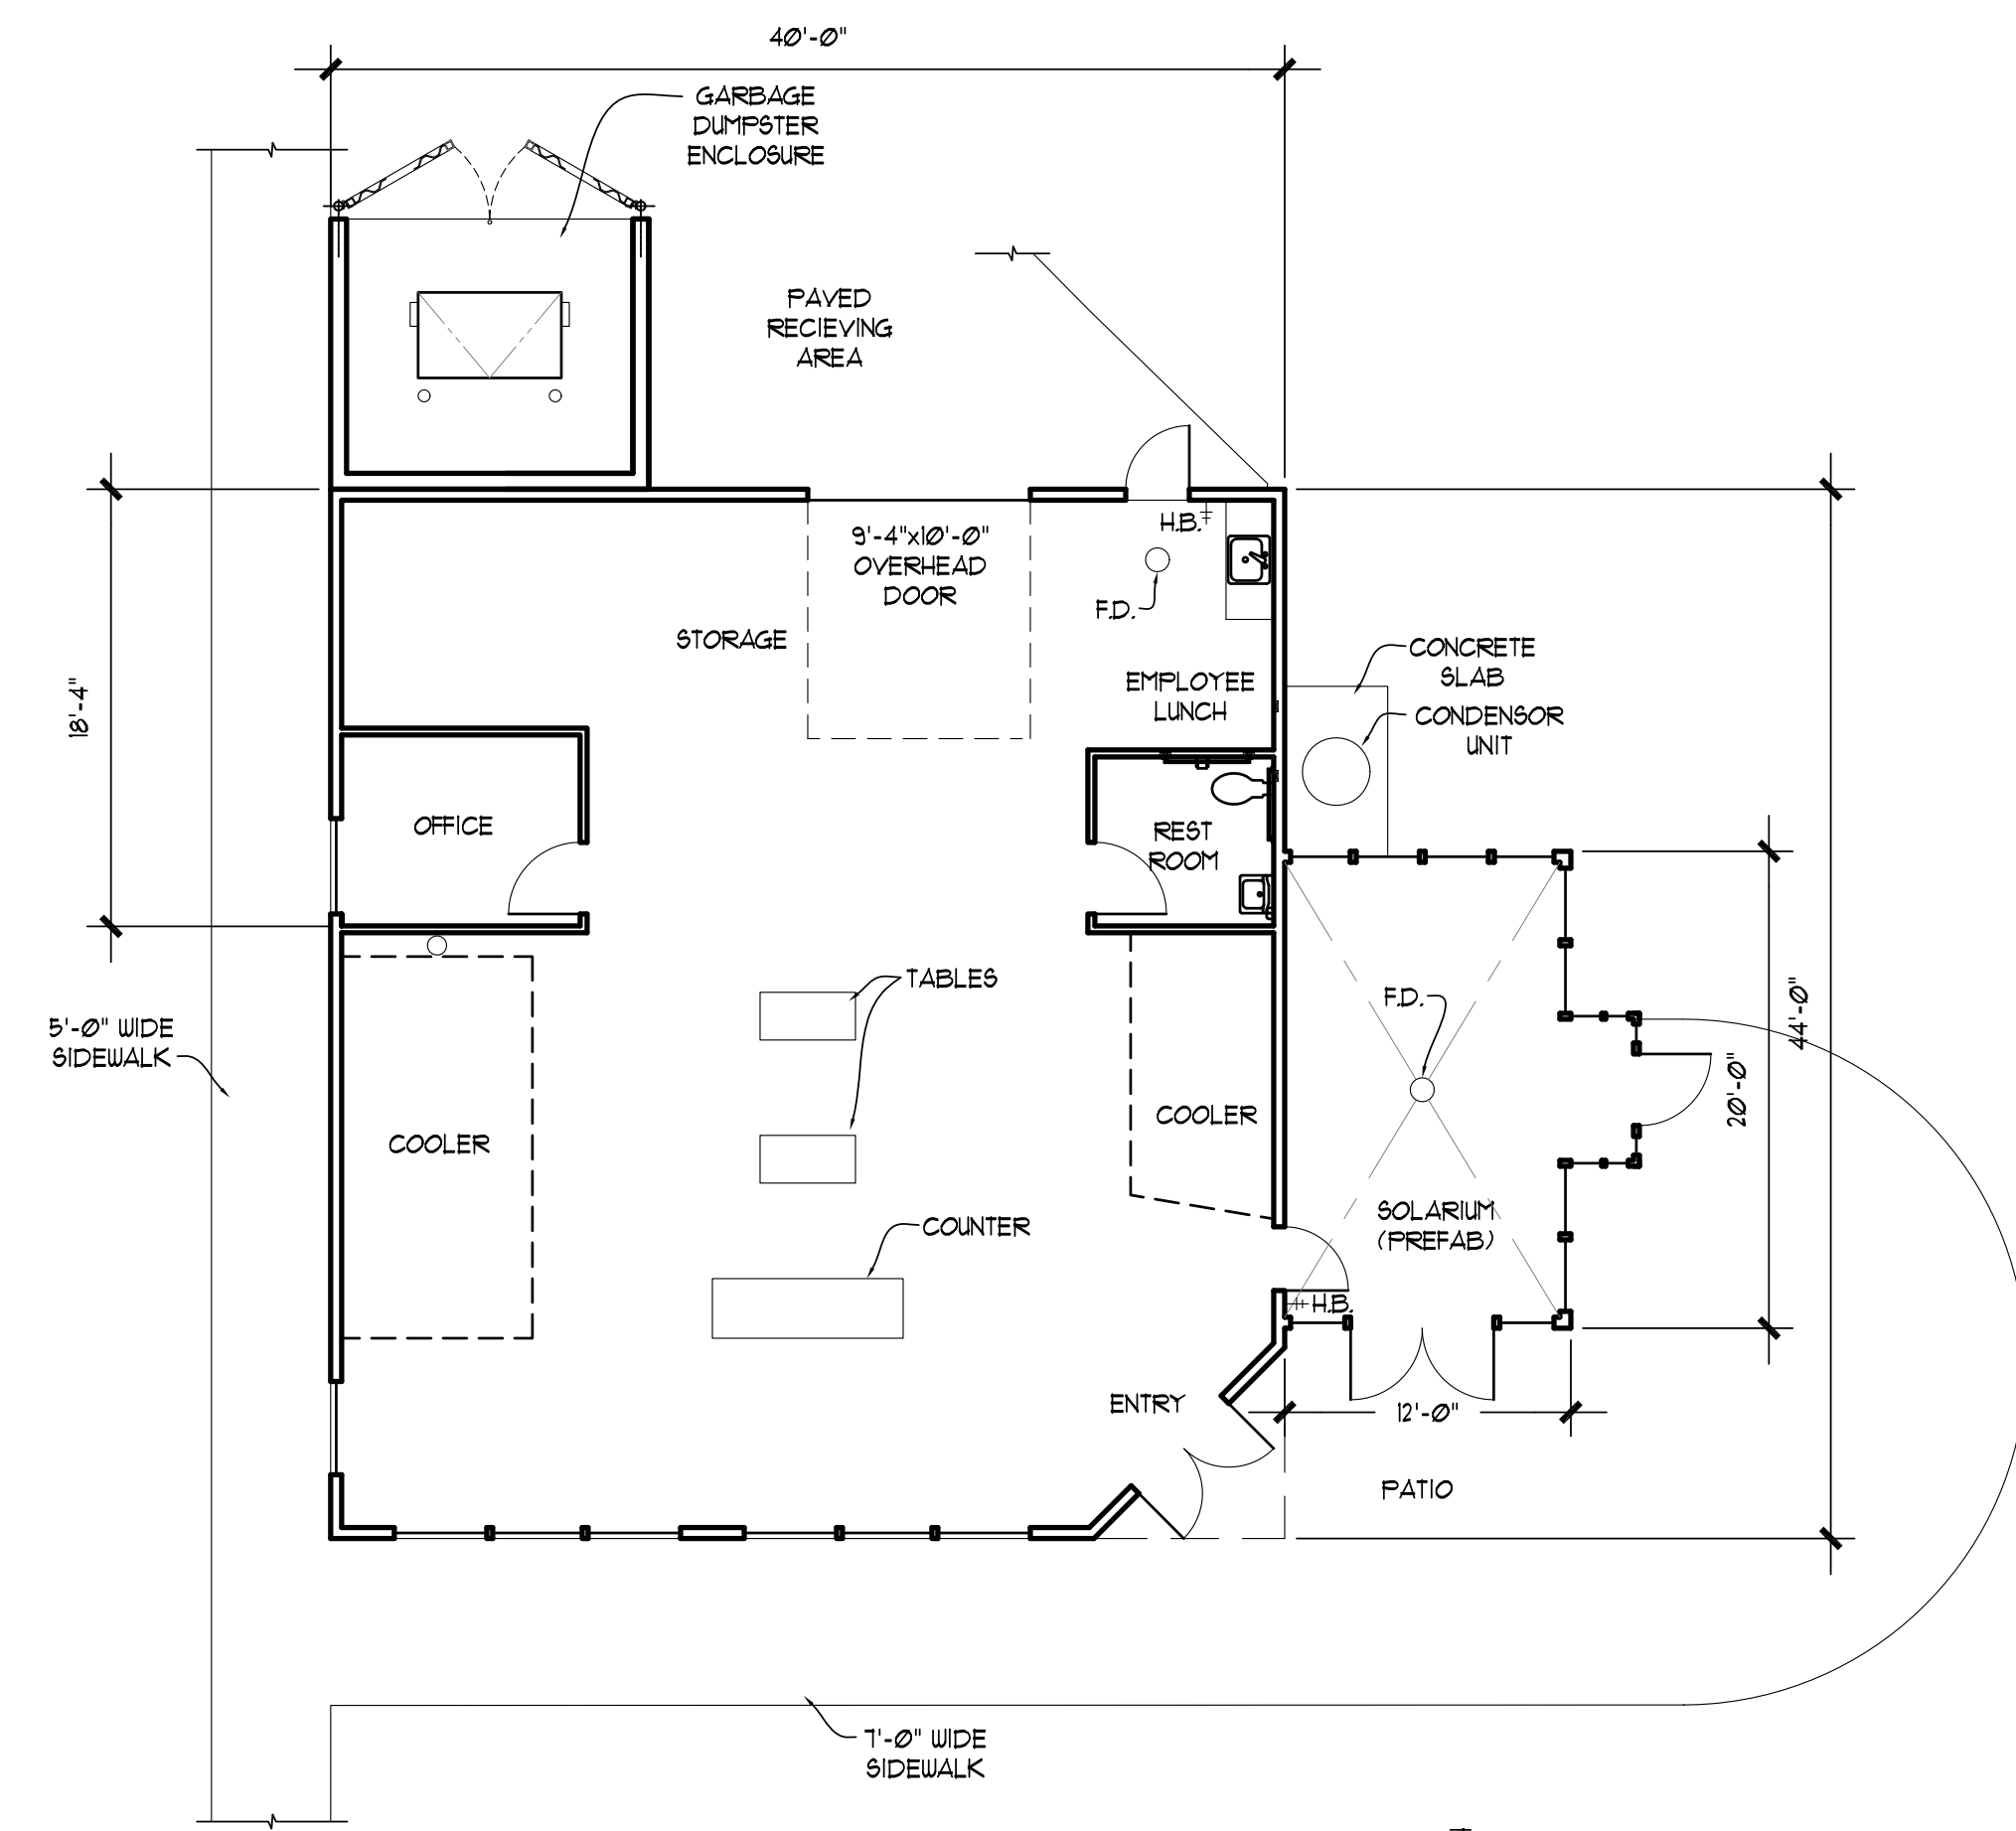 40'-0"
GARBAGE
DUMPSTER
ENCLOSURE
PAVED
RECIEVING
AREA
9'-4"x10'-0"
OVERHEAD
DOOR
H.B.
F.D.
STORAGE
EMPLOYEE
LUNCH
CONCRETE
SLAB
CONDENSOR
UNIT
18'-4"
OFFICE
REST
ROOM
TABLES
F.D.
44'-0"
20'-0"
5'-0" WIDE
SIDEWALK
COOLER
COOLER
COUNTER
SOLARIUM
(PREFAB)
H.B.
ENTRY
12'-0"
PATIO
7'-0" WIDE
SIDEWALK